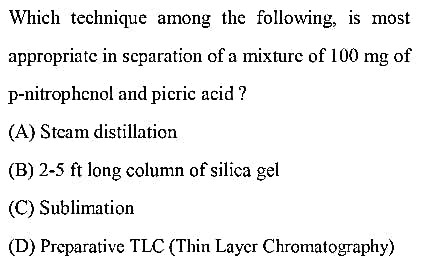 Which technique among the following, is most
appropriate in separation of a mixture of 100 mg of
p-nitrophenol and picric acid ?
(A) Steam distillation
(B) 2-5 ft long column of silica gel
(C) Sublimation
(D) Preparative TLC (Thin Layer Chromatography)